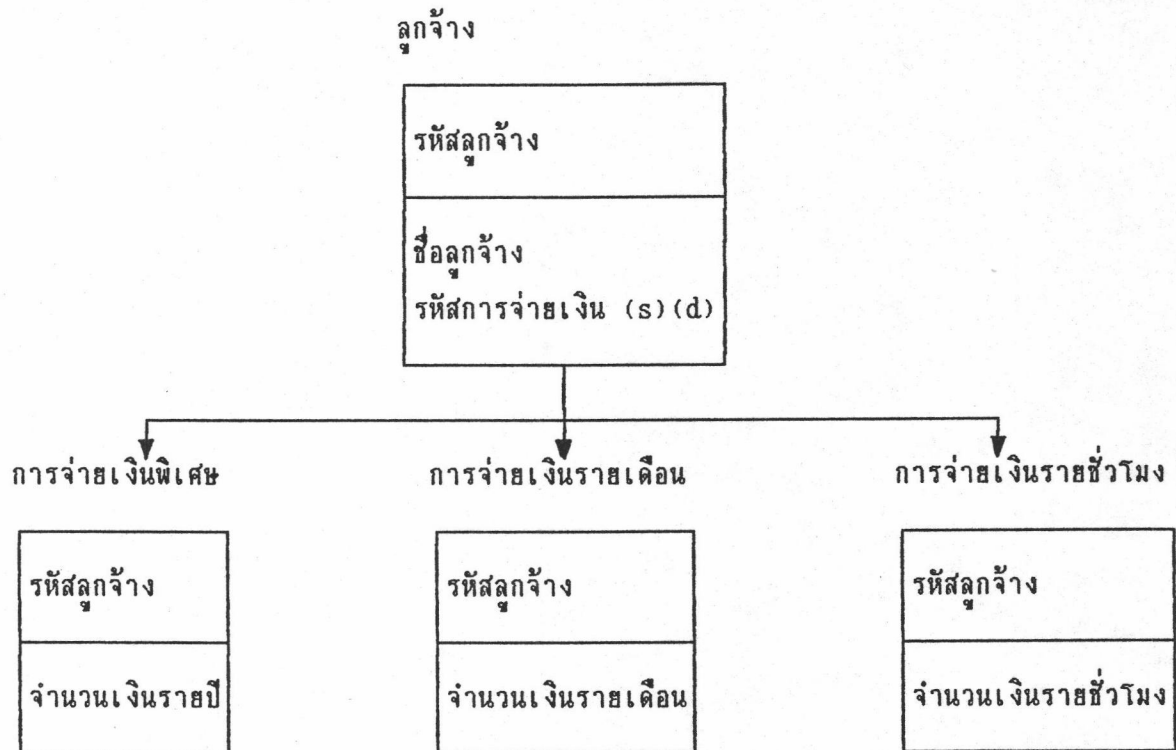 ลูกจ้าง
รหัสลูกจ้าง
ชื่อลูกจ้าง
รหัสการจ่ายเงิน (s)(d)
การจ่ายเงินพิเศษ
การจ่ายเงินรายเดือน
การจ่ายเงินรายชั่วโมง
รหัสลูกจ้าง
รหัสลูกจ้าง
รหัสลูกจ้าง
จำนวนเงินรายปี
จำนวนเงินรายเดือน
จำนวนเงินรายชั่วโมง